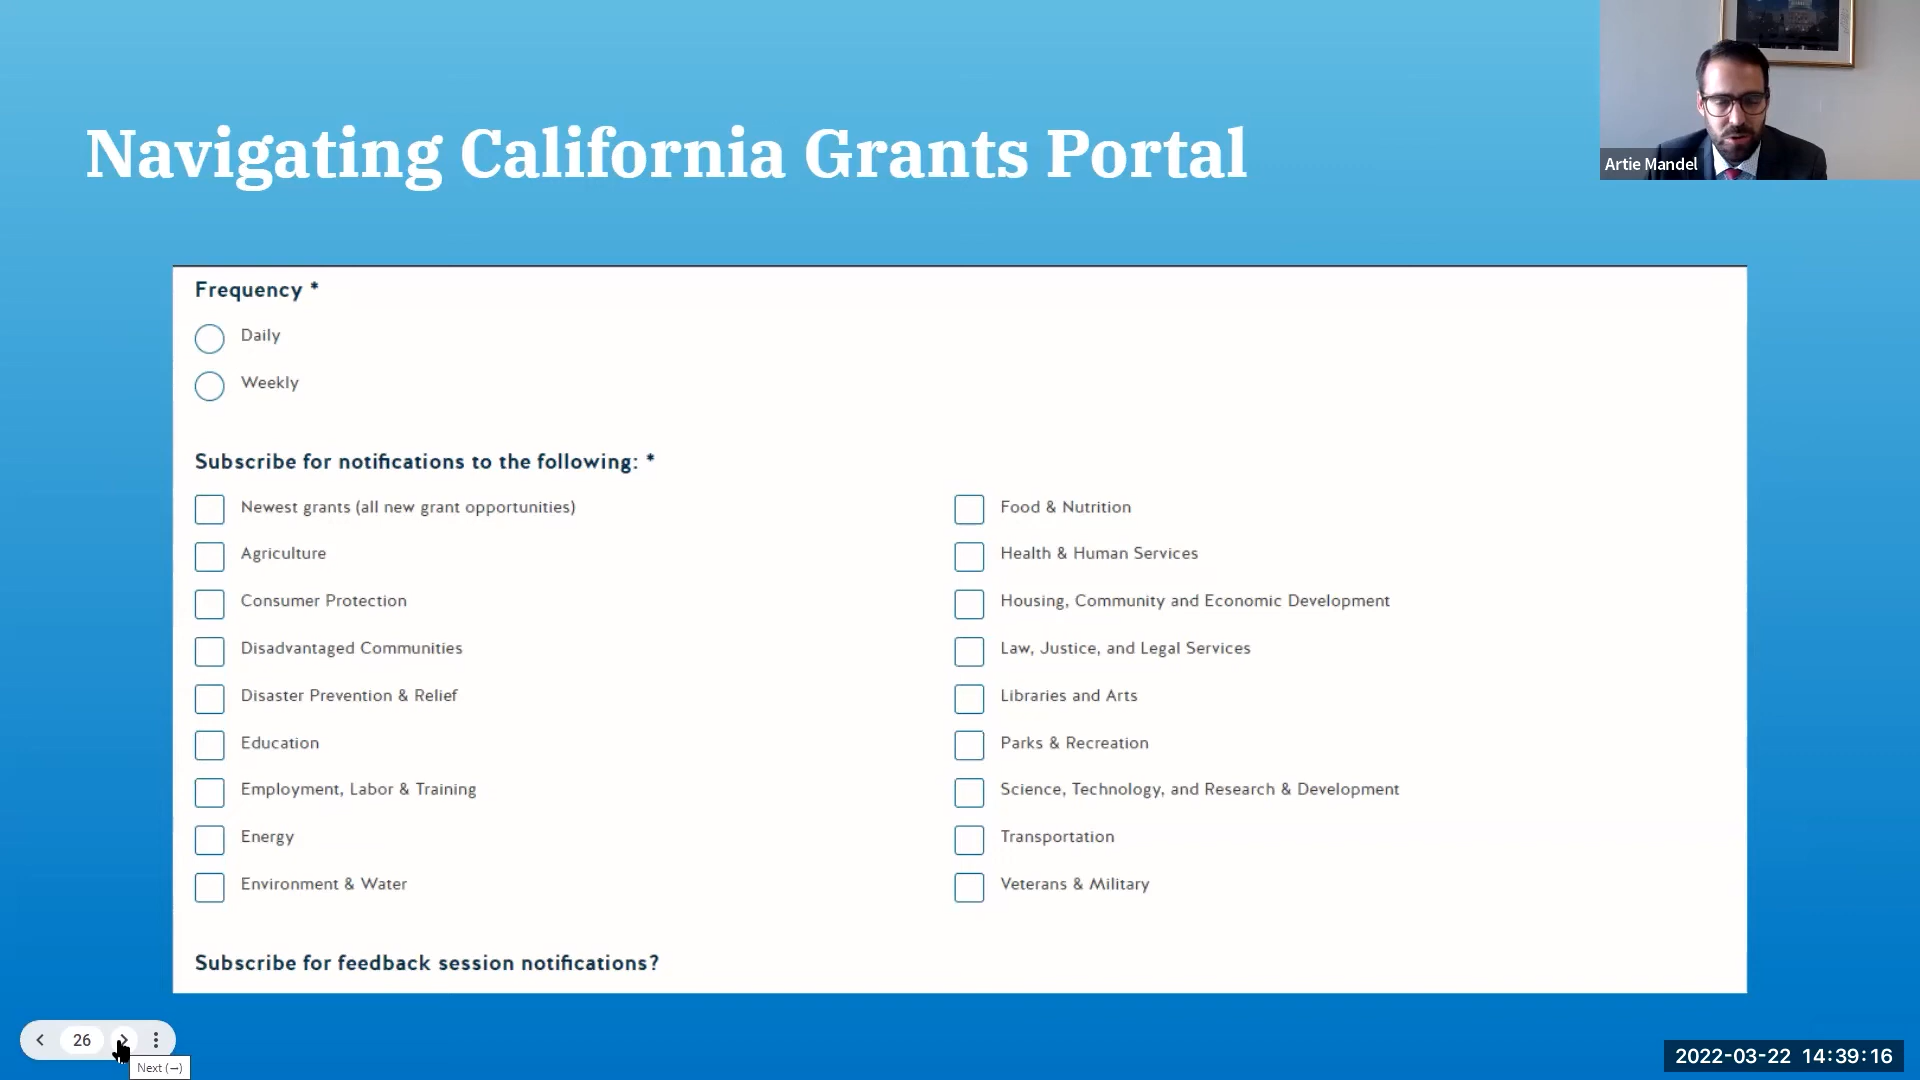 Navigating California Grants Portal
Artie Mandel
Frequency *
Daily
Weekly
Subscribe for notifications to the following: *
Newest grants (all new grant opportunities)
Agriculture
Consumer Protection
Disadvantaged Communities
Disaster Prevention & Relief
Education
Employment, Labor & Training
Energy
Environment & Water
Food & Nutrition
Health & Human Services
Housing, Community and Economic Development
Law, Justice, and Legal Services
Libraries and Arts
Parks & Recreation
Science, Technology, and Research & Development
Transportation
Veterans & Military
Subscribe for feedback session notifications?
26
Next (→)
2022-03-22 14:39:16